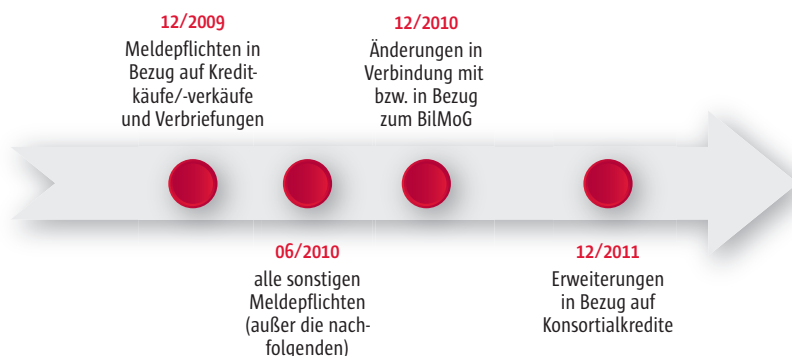 12/2009
Meldepflichten in
Bezug auf Kredit-
käufe/-verkäufe
und Verbriefungen
12/2010
Änderungen in
Verbindung mit
bzw. in Bezug
zum BilMoG
06/2010
alle sonstigen
Meldepflichten
(außer die nach-
folgenden)
12/2011
Erweiterungen
in Bezug auf
Konsortialkredite